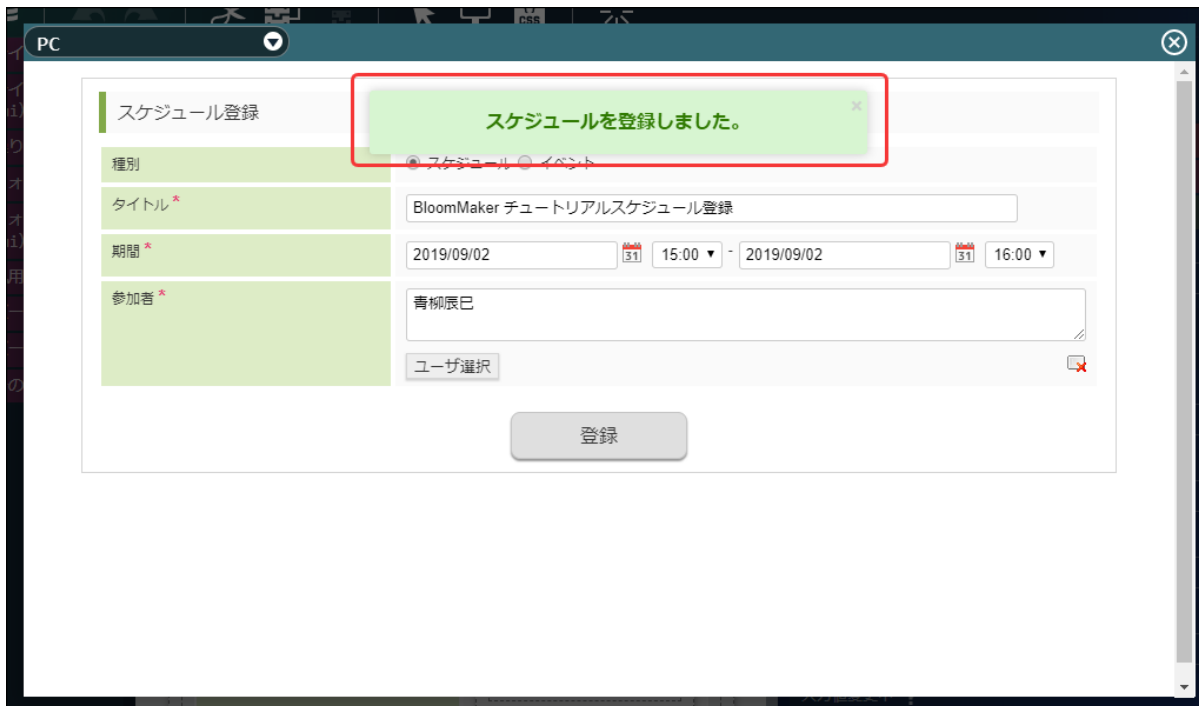 CSS
PC
スケジュール登録
スケジュールを登録しました。
×
種別
スケジュール イベント
タイトル*
BloomMaker チュートリアルスケジュール登録
期間*
2019/09/02 31 15:00 ▼ - 2019/09/02 31 16:00 ▼
参加者*
青柳辰巳
ユーザ選択
登録